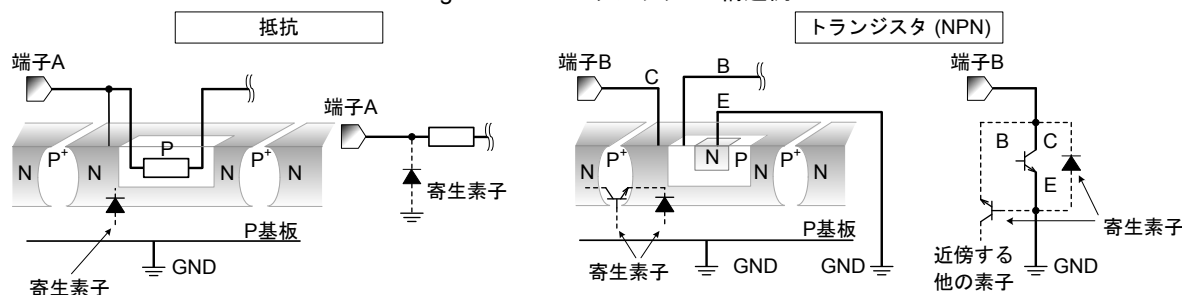 抵抗
トランジスタ (NPN)
端子A
P
N
P+
N
N
P+
N
P基板
GND
寄生素子
端子A
寄生素子
端子B
C
B
E
N
P+
N
N
P
N
P+
N
P基板
寄生素子
GND
GND
端子B
B
C
E
寄生素子
近傍する
他の素子
GND